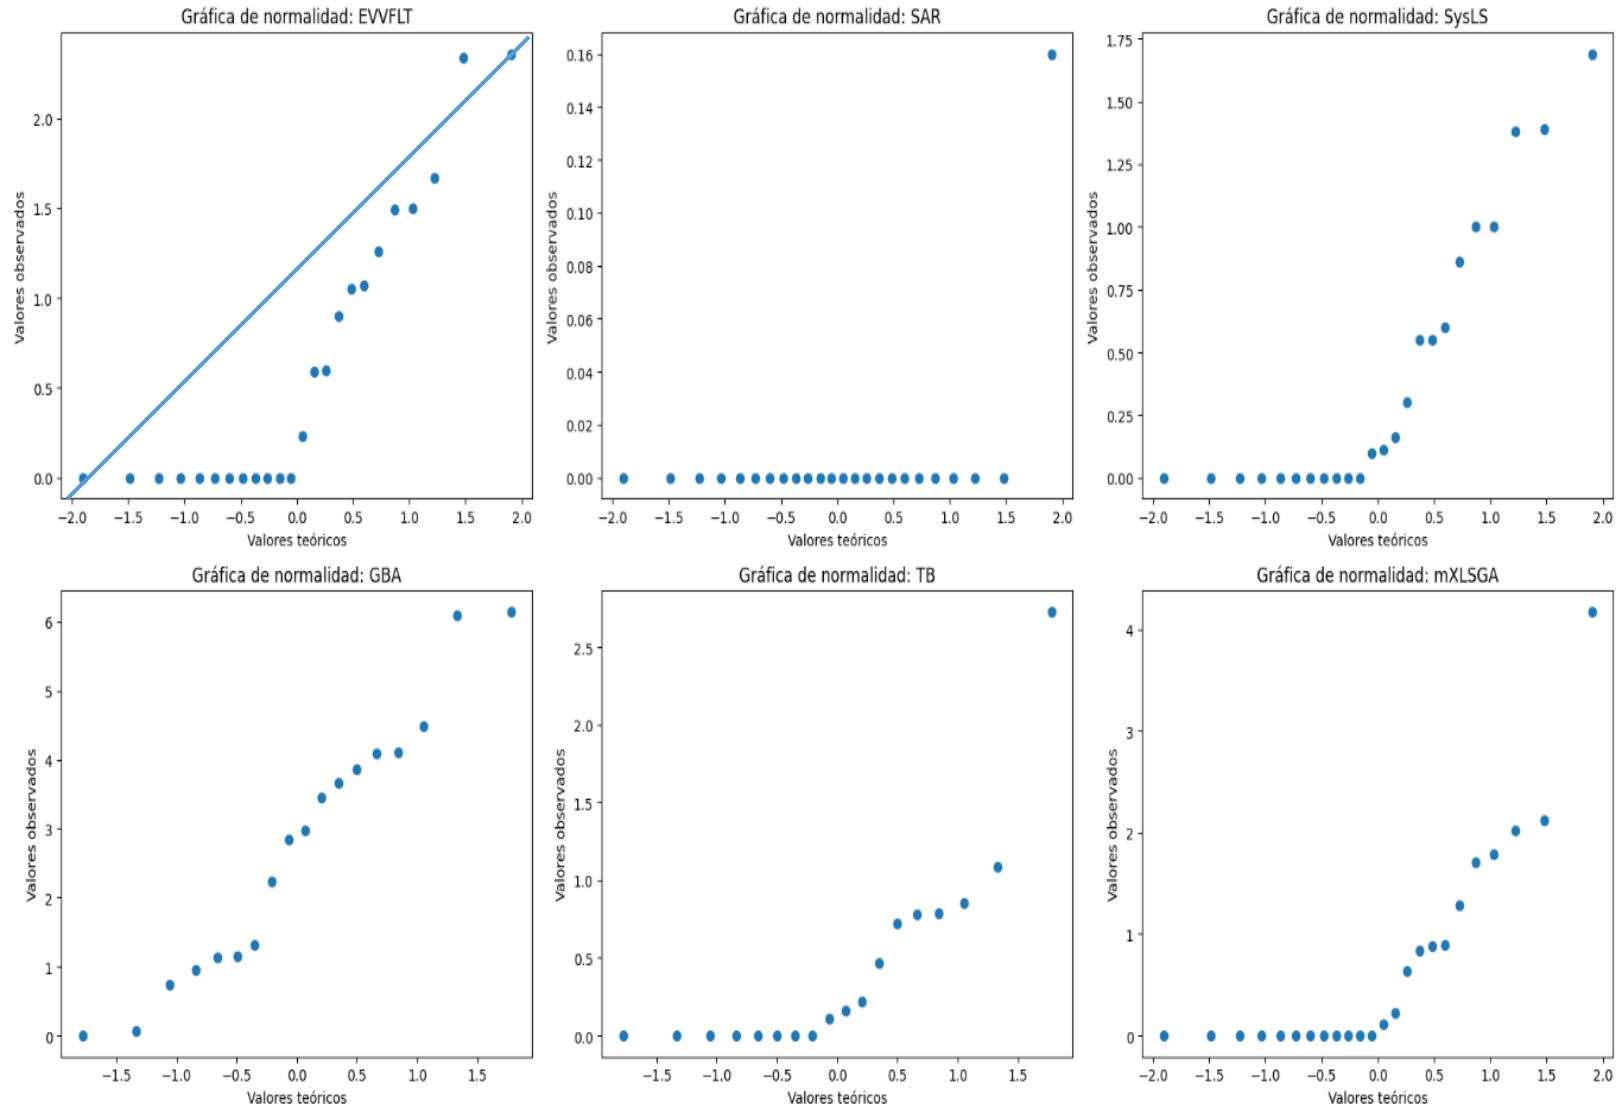 Gráfica de normalidad: EVVFLT
Valores observados
2.0
1.5
1.0
0.5
0.0
−2.0 −1.5 −1.0 −0.5 0.0 0.5 1.0 1.5 2.0
Valores teóricos
Gráfica de normalidad: SAR
Valores observados
0.16
0.14
0.12
0.10
0.08
0.06
0.04
0.02
0.00
−2.0 −1.5 −1.0 −0.5 0.0 0.5 1.0 1.5 2.0
Valores teóricos
Gráfica de normalidad: SysLS
Valores observados
1.75
1.50
1.25
1.00
0.75
0.50
0.25
0.00
−2.0 −1.5 −1.0 −0.5 0.0 0.5 1.0 1.5 2.0
Valores teóricos
Gráfica de normalidad: GBA
Valores observados
6
5
4
3
2
1
0
−1.5 −1.0 −0.5 0.0 0.5 1.0 1.5
Valores teóricos
Gráfica de normalidad: TB
Valores observados
2.5
2.0
1.5
1.0
0.5
0.0
−1.5 −1.0 −0.5 0.0 0.5 1.0 1.5
Valores teóricos
Gráfica de normalidad: mXLSGA
Valores observados
4
3
2
1
0
−2.0 −1.5 −1.0 −0.5 0.0 0.5 1.0 1.5 2.0
Valores teóricos